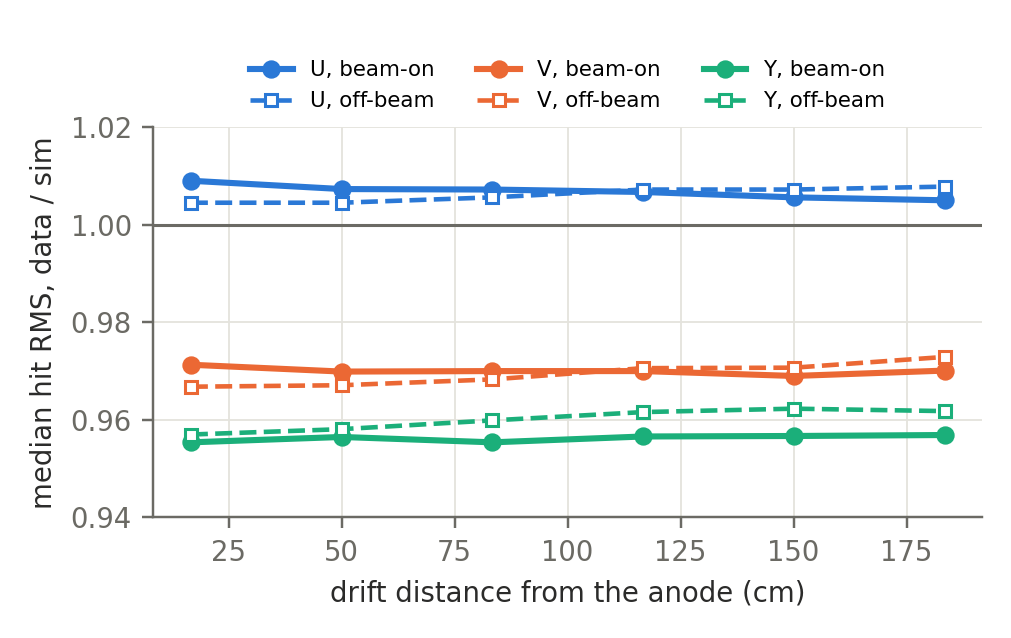 U, beam-on V, beam-on Y, beam-on
U, off-beam V, off-beam Y, off-beam
median hit RMS, data / sim
1.02
1.00
0.98
0.96
0.94
25 50 75 100 125 150 175
drift distance from the anode (cm)